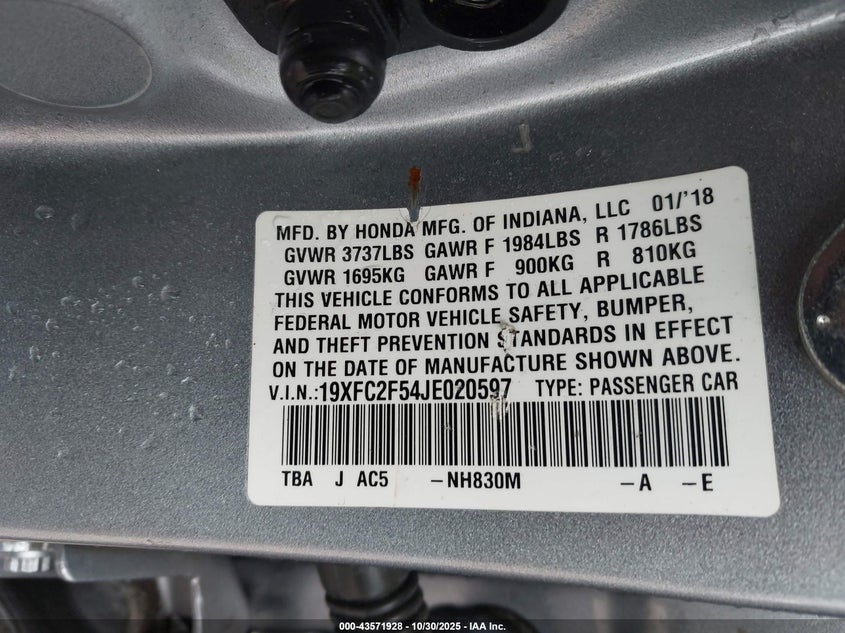 MFD. BY HONDA MFG. OF INDIANA, LLC 01/'18
GVWR 3737LBS GAWR F 1984LBS R 1786LBS
GVWR 1695KG GAWR F 900KG R 810KG
THIS VEHICLE CONFORMS TO ALL APPLICABLE
FEDERAL MOTOR VEHICLE SAFETY, BUMPER,
AND THEFT PREVENTION STANDARDS IN EFFECT
ON THE DATE OF MANUFACTURE SHOWN ABOVE.
V.I.N.:19XFC2F54JE020597 TYPE: PASSENGER CAR
TBA J AC5 -NH830M -A -E
000-43571928 - 10/30/2025 - IAA Inc.